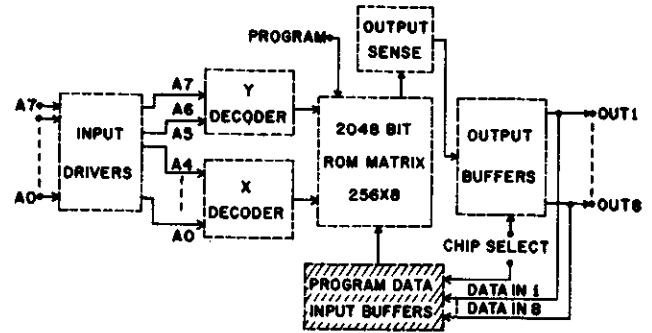 PROGRAM
OUTPUT
SENSE
A7
A7
A6
A5
A4
A0
A0
INPUT
DRIVERS
Y
DECODER
X
DECODER
2048 BIT
ROM MATRIX
256X8
OUTPUT
BUFFERS
OUT1
OUT8
CHIP SELECT
PROGRAM DATA
INPUT BUFFERS
DATA IN 1
DATA IN 8